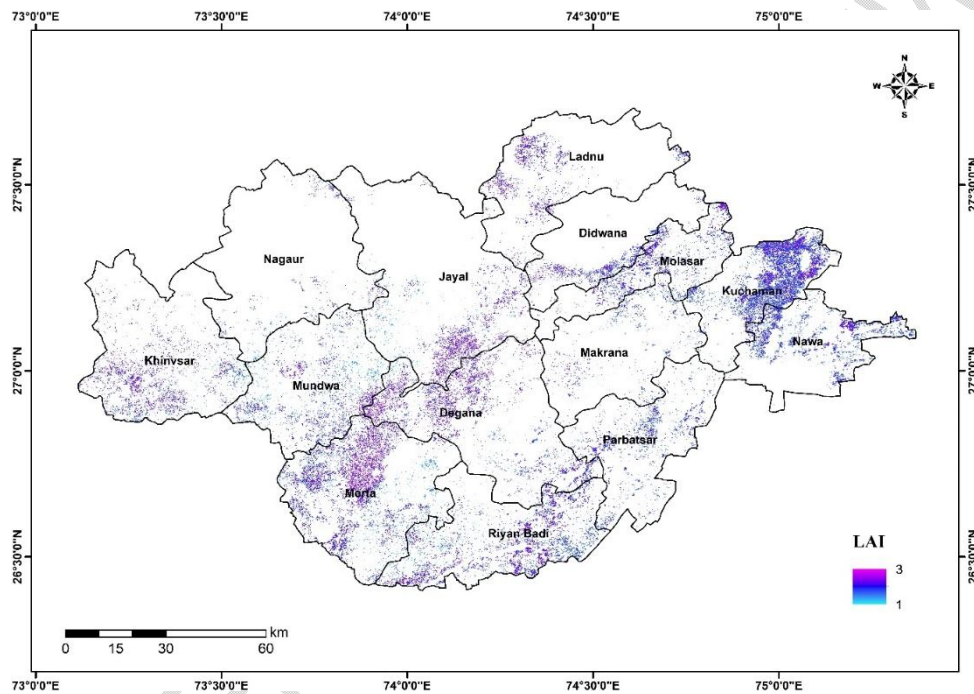 73°0'0"E 73°30'0"E 74°0'0"E 74°30'0"E 75°0'0"E
N
W E
S
27°30'0"N 27°30'0"N
27°0'0"N 27°0'0"N
26°30'0"N 26°30'0"N
Ladnu
Didwana
Nagaur
Molasar
Jayal
Kuchaman
Nawa
Makrana
Khinvsar
Mundwa
Degana
Parbatsar
Morta
Riyan Badi
LAI
3
1
km
0 15 30 60
73°0'0"E 73°30'0"E 74°0'0"E 74°30'0"E 75°0'0"E